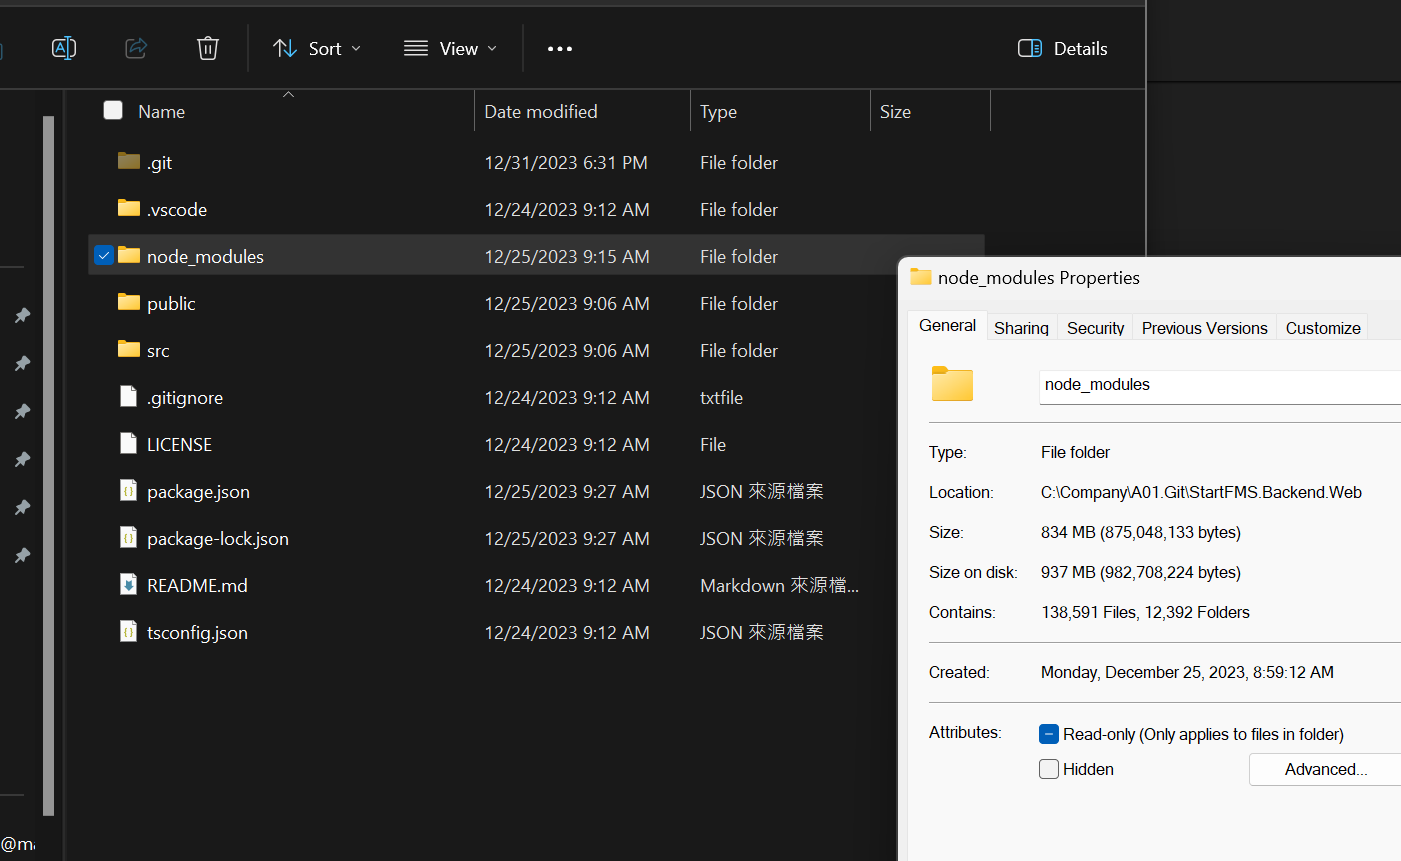 Sort View Details
Name Date modified Type Size
.git 12/31/2023 6:31 PM File folder
.vscode 12/24/2023 9:12 AM File folder
node_modules 12/25/2023 9:15 AM File folder
public 12/25/2023 9:06 AM File folder
src 12/25/2023 9:06 AM File folder
.gitignore 12/24/2023 9:12 AM txtfile
LICENSE 12/24/2023 9:12 AM File
package.json 12/25/2023 9:27 AM JSON 來源檔案
package-lock.json 12/25/2023 9:27 AM JSON 來源檔案
README.md 12/24/2023 9:12 AM Markdown 來源檔...
tsconfig.json 12/24/2023 9:12 AM JSON 來源檔案
node_modules Properties
General Sharing Security Previous Versions Customize
node_modules
Type: File folder
Location: C:\Company\A01.Git\StartFMS.Backend.Web
Size: 834 MB (875,048,133 bytes)
Size on disk: 937 MB (982,708,224 bytes)
Contains: 138,591 Files, 12,392 Folders
Created: Monday, December 25, 2023, 8:59:12 AM
Attributes: Read-only (Only applies to files in folder)
Hidden Advanced...